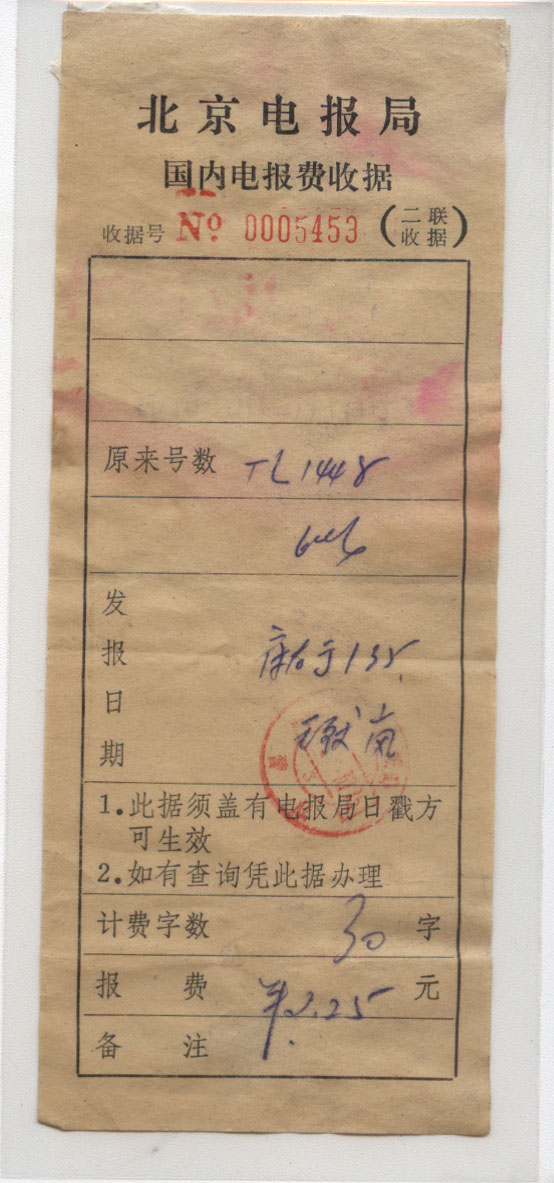 北京电报局
国内电报费收据
收据号 № 0005453 (二联收据)
原来号数 TL1448
发报日期
1.此据须盖有电报局日戳方
可生效
2.如有查询凭此据办理
计费字数 30 字
报费 ¥2.25 元
备注